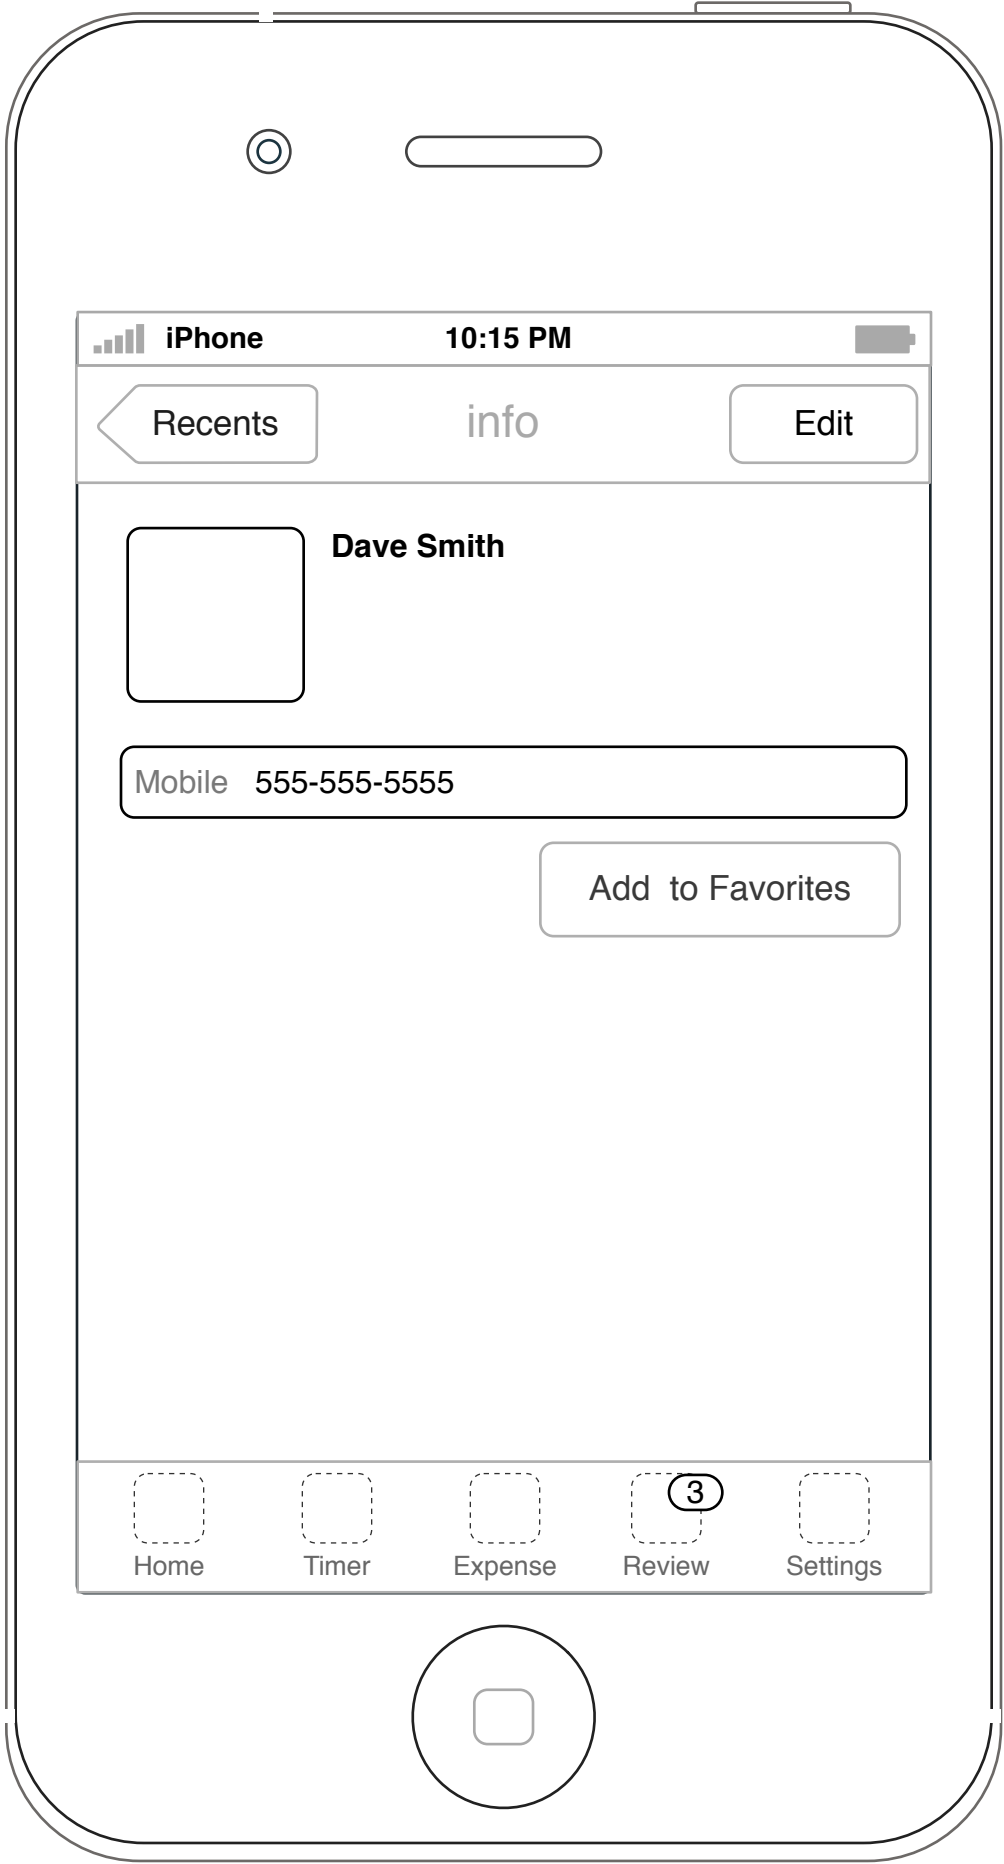 iPhone 10:15 PM
Recents info Edit
Dave Smith
Mobile 555-555-5555
Add to Favorites
3
Home Timer Expense Review Settings